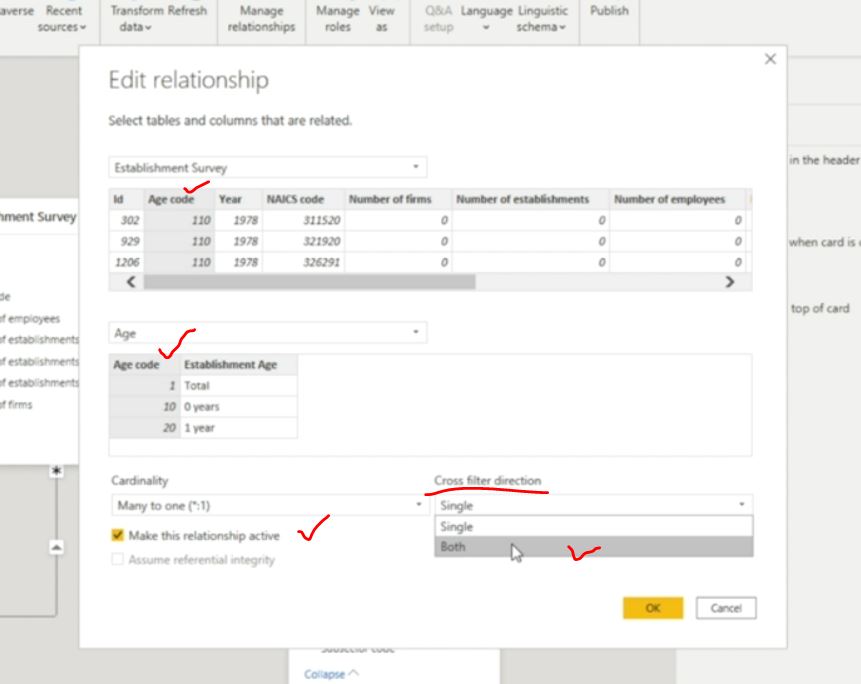 averse Recent Transform Refresh Manage Manage View Q&A Language Linguistic Publish
sources data relationships roles as setup schema
Edit relationship
Select tables and columns that are related.
in the header
Establishment Survey
Id Age code Year NAICS code Number of firms Number of establishments Number of employees
hment Survey
302 110 1978 311520 0 0 0
929 110 1978 321920 0 0 0
when card is
1206 110 1978 326291 0 0 0
de
top of card
of employees
Age
of establishments
of establishments
Age code Establishment Age
of establishments
1 Total
of firms
10 0 years
20 1 year
Cardinality Cross filter direction
Many to one (*:1) Single
Single
Make this relationship active
Both
Assume referential integrity
OK Cancel
Collapse